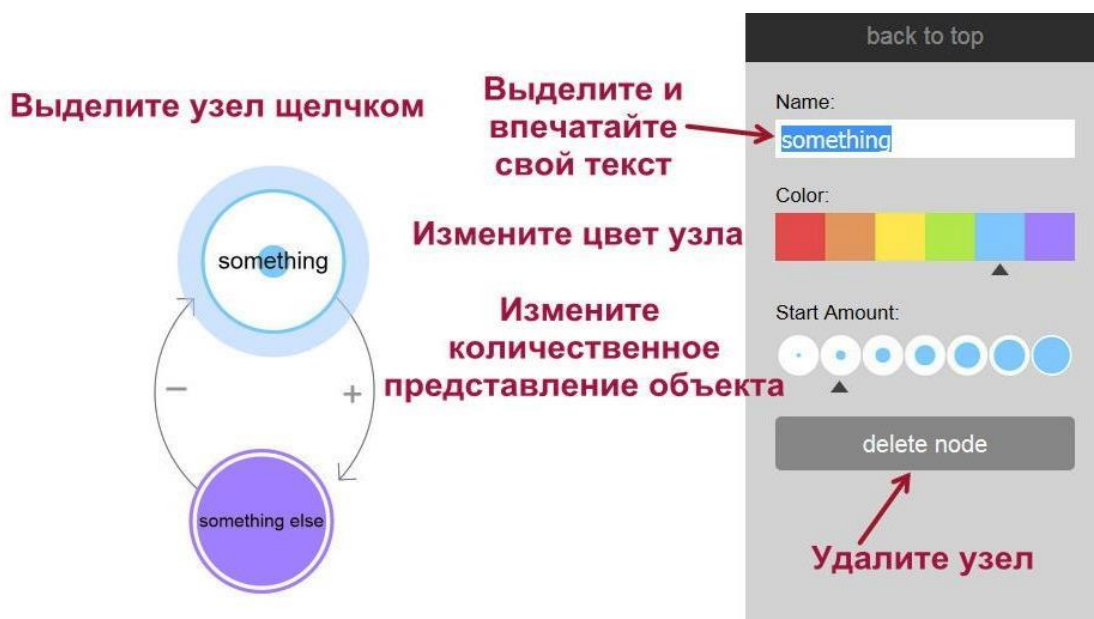 back to top
Выделите узел щелчком
Выделите и
впечатайте
свой текст
Name:
something
Color:
Измените цвет узла
something
Измените
количественное
представление объекта
Start Amount:
−
+
delete node
something else
Удалите узел